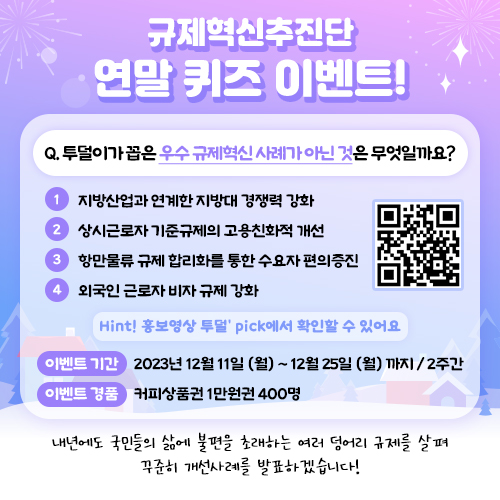 규제혁신추진단
연말 퀴즈 이벤트!
Q. 투덜이가 꼽은 우수 규제혁신 사례가 아닌 것은 무엇일까요?
1 지방산업과 연계한 지방대 경쟁력 강화
2 상시근로자 기준규제의 고용친화적 개선
3 항만물류 규제 합리화를 통한 수요자 편의증진
4 외국인 근로자 비자 규제 강화
Hint! 홍보영상 투덜' pick에서 확인할 수 있어요
이벤트 기간 2023년 12월 11일 (월) ~ 12월 25일 (월) 까지 / 2주간
이벤트 경품 커피상품권 1만원권 400명
내년에도 국민들의 삶에 불편을 초래하는 여러 덩어리 규제를 살펴
꾸준히 개선사례를 발표하겠습니다!